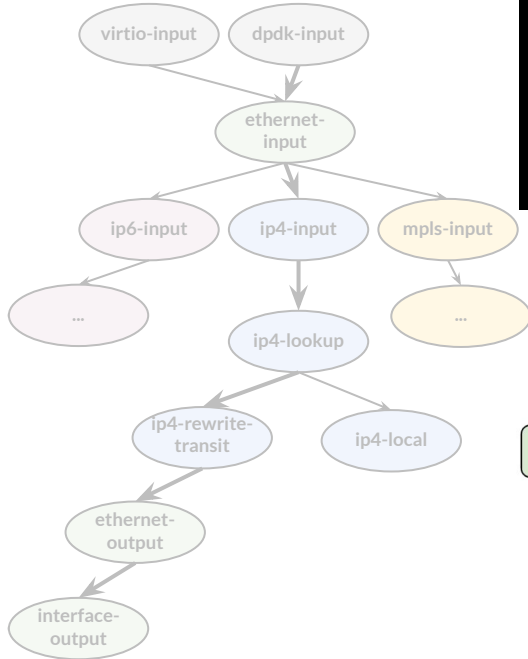 virtio-input
dpdk-input
ethernet-
input
ip6-input
ip4-input
mpls-input
...
...
ip4-lookup
ip4-rewrite-
transit
ip4-local
ethernet-
output
interface-
output